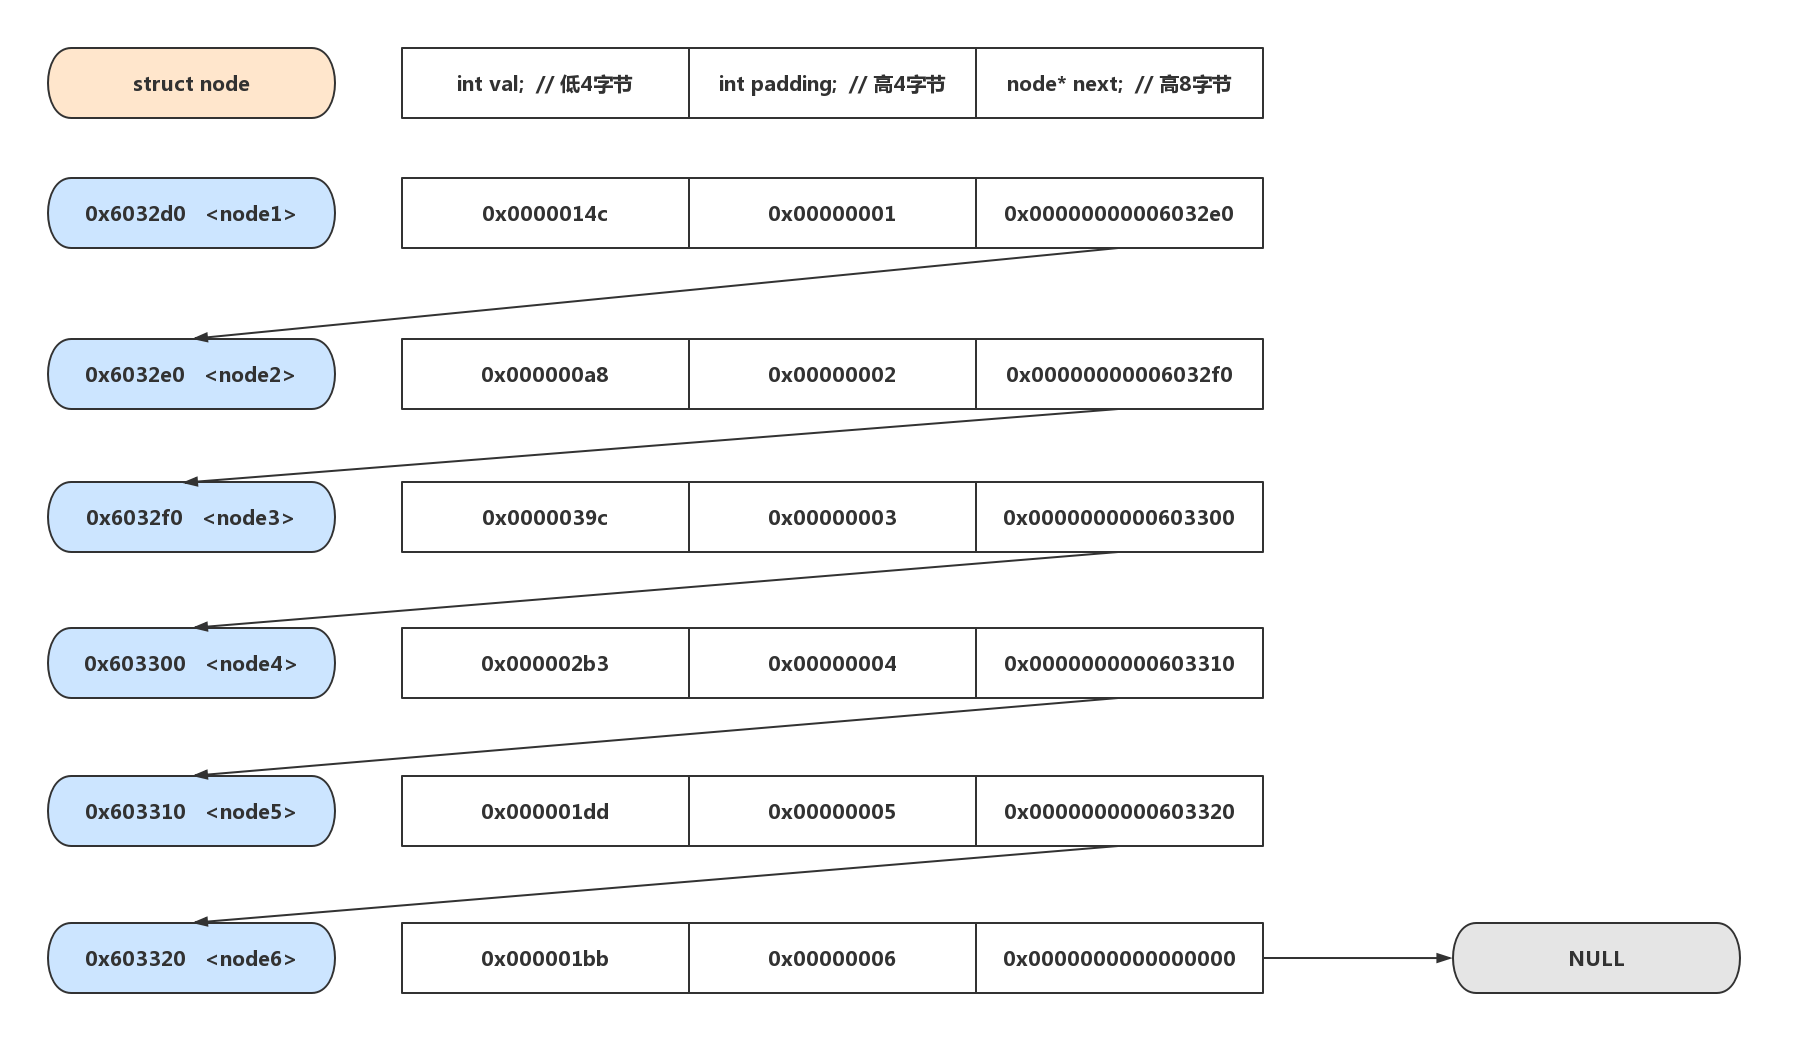 struct node
int val;  // 低4字节
int padding;  // 高4字节
node* next;  // 高8字节
0x6032d0   <node1>
0x0000014c
0x00000001
0x00000000006032e0
0x6032e0   <node2>
0x000000a8
0x00000002
0x00000000006032f0
0x6032f0   <node3>
0x0000039c
0x00000003
0x0000000000603300
0x603300   <node4>
0x000002b3
0x00000004
0x0000000000603310
0x603310   <node5>
0x000001dd
0x00000005
0x0000000000603320
0x603320   <node6>
0x000001bb
0x00000006
0x0000000000000000
NULL